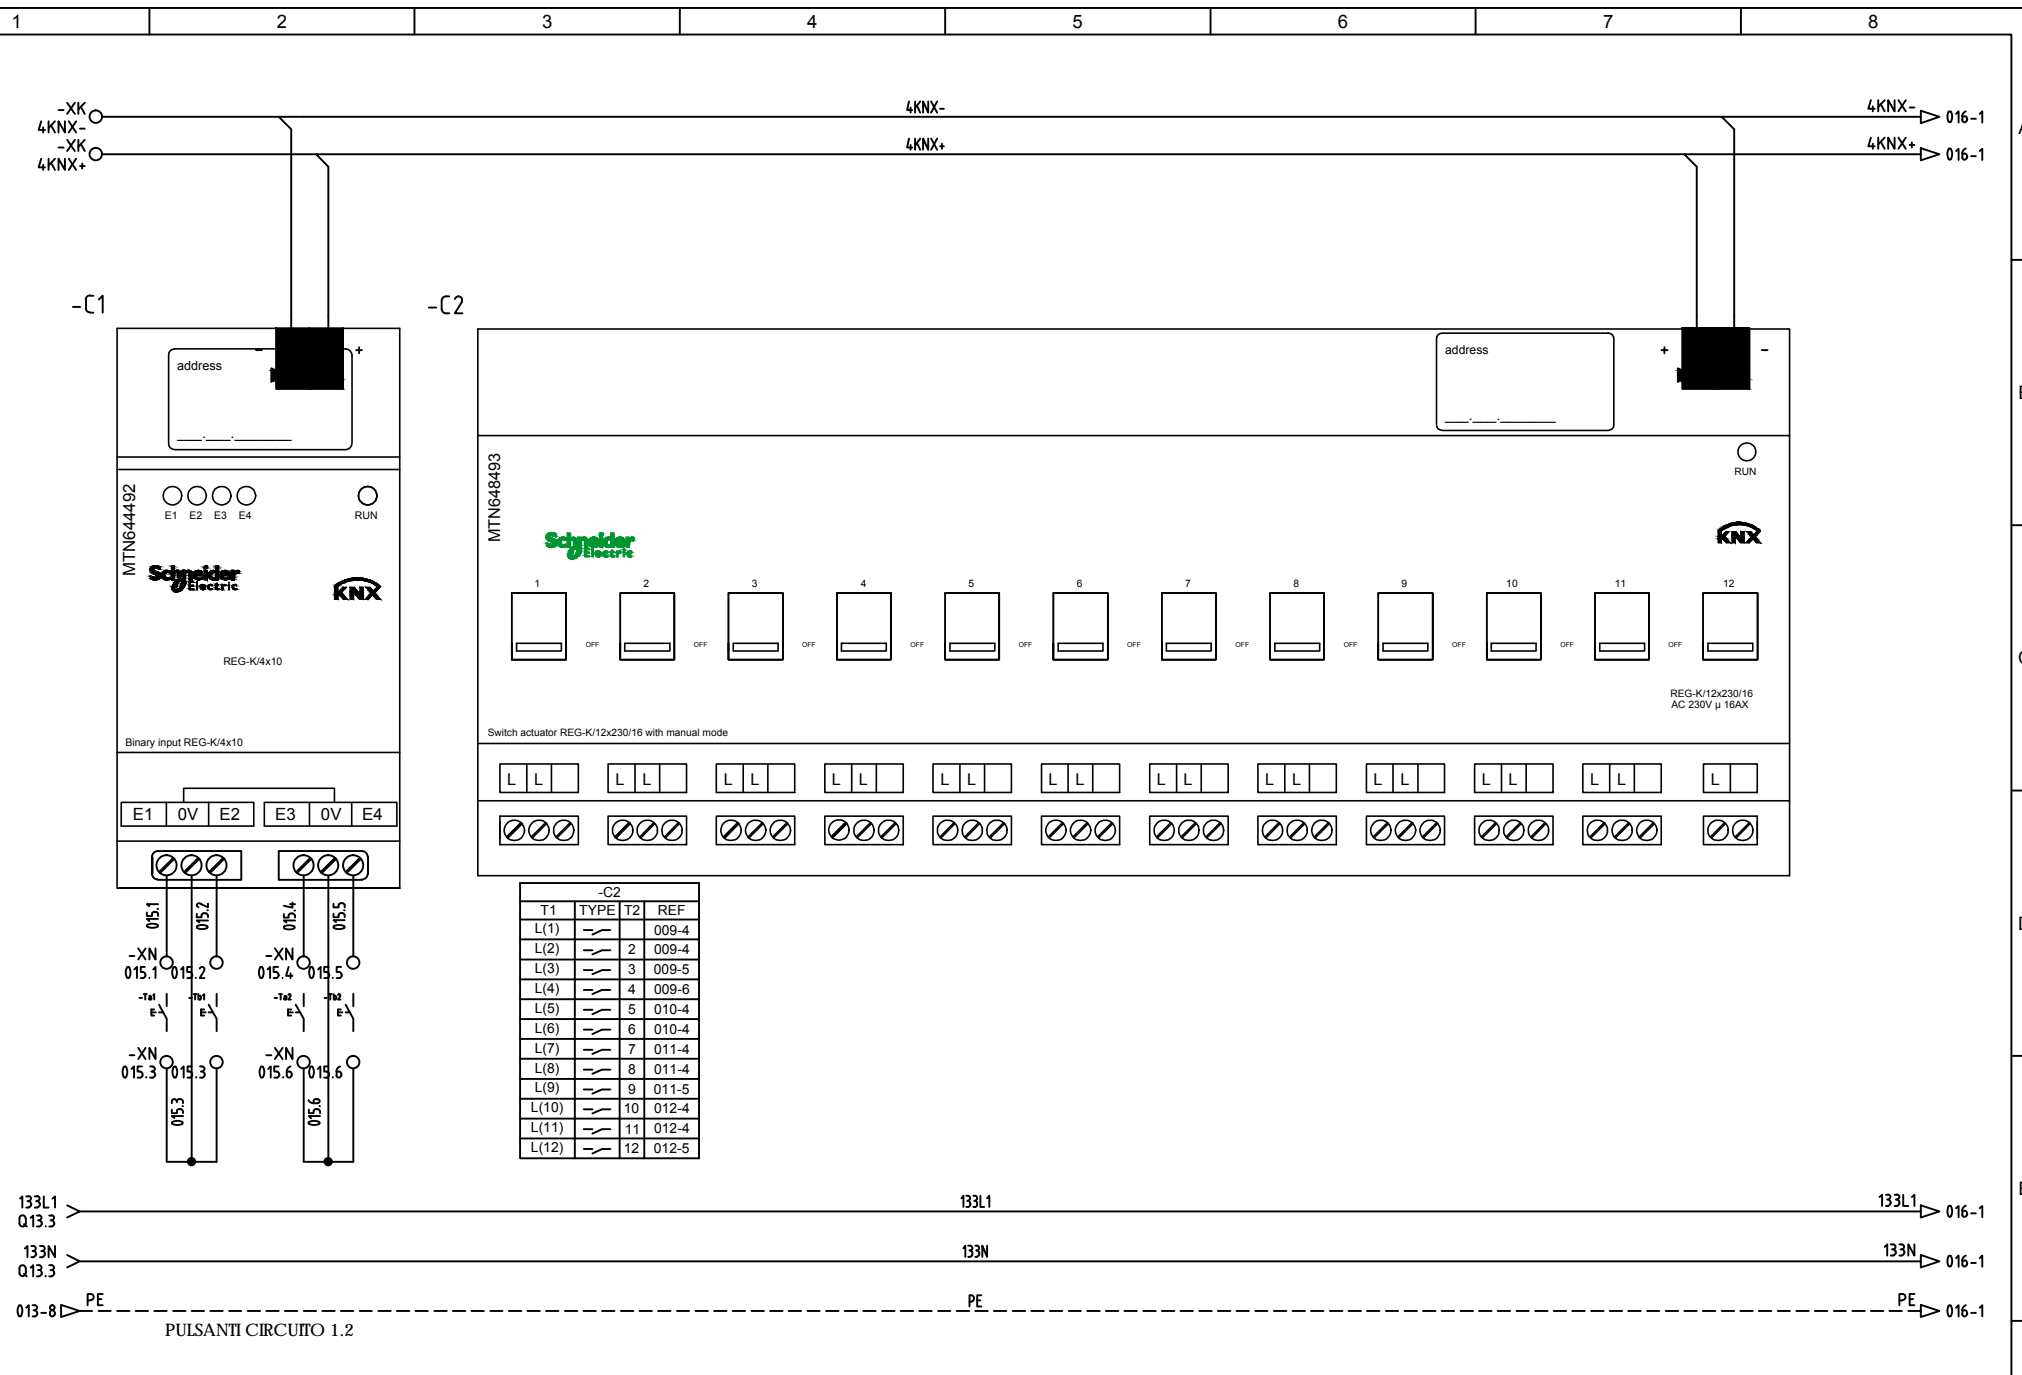 1 2 3 4 5 6 7 8
-XK
4KNX-
4KNX-
4KNX-
016-1
-XK
4KNX+
4KNX+
4KNX+
016-1
A
-C1
address
- +
___.___._______
MTN644492
E1 E2 E3 E4
RUN
Schneider
Electric
KNX
REG-K/4x10
Binary input REG-K/4x10
E1 0V E2 E3 0V E4
015.1 015.2 015.4 015.5
-XN
015.1 015.2
-XN
015.4 015.5
-Ta1 -Tb1 -Ta2 -Tb2
E E E E
-XN
015.3 015.3
-XN
015.6 015.6
015.3 015.6
-C2
address
___.___._______
+ -
RUN
MTN648493
Schneider
Electric
KNX
1 2 3 4 5 6 7 8 9 10 11 12
OFF OFF OFF OFF OFF OFF OFF OFF OFF OFF OFF
REG-K/12x230/16
AC 230V µ 16AX
Switch actuator REG-K/12x230/16 with manual mode
L L L L L L L L L L L L L L L L L L L L L L L
-C2
T1 TYPE T2 REF
L(1) 009-4
L(2) 2 009-4
L(3) 3 009-5
L(4) 4 009-6
L(5) 5 010-4
L(6) 6 010-4
L(7) 7 011-4
L(8) 8 011-4
L(9) 9 011-5
L(10) 10 012-4
L(11) 11 012-4
L(12) 12 012-5
133L1
Q13.3
133L1
133L1
016-1
133N
Q13.3
133N
133N
016-1
013-8
PE
PE
PE
016-1
PULSANTI CIRCUITO 1.2